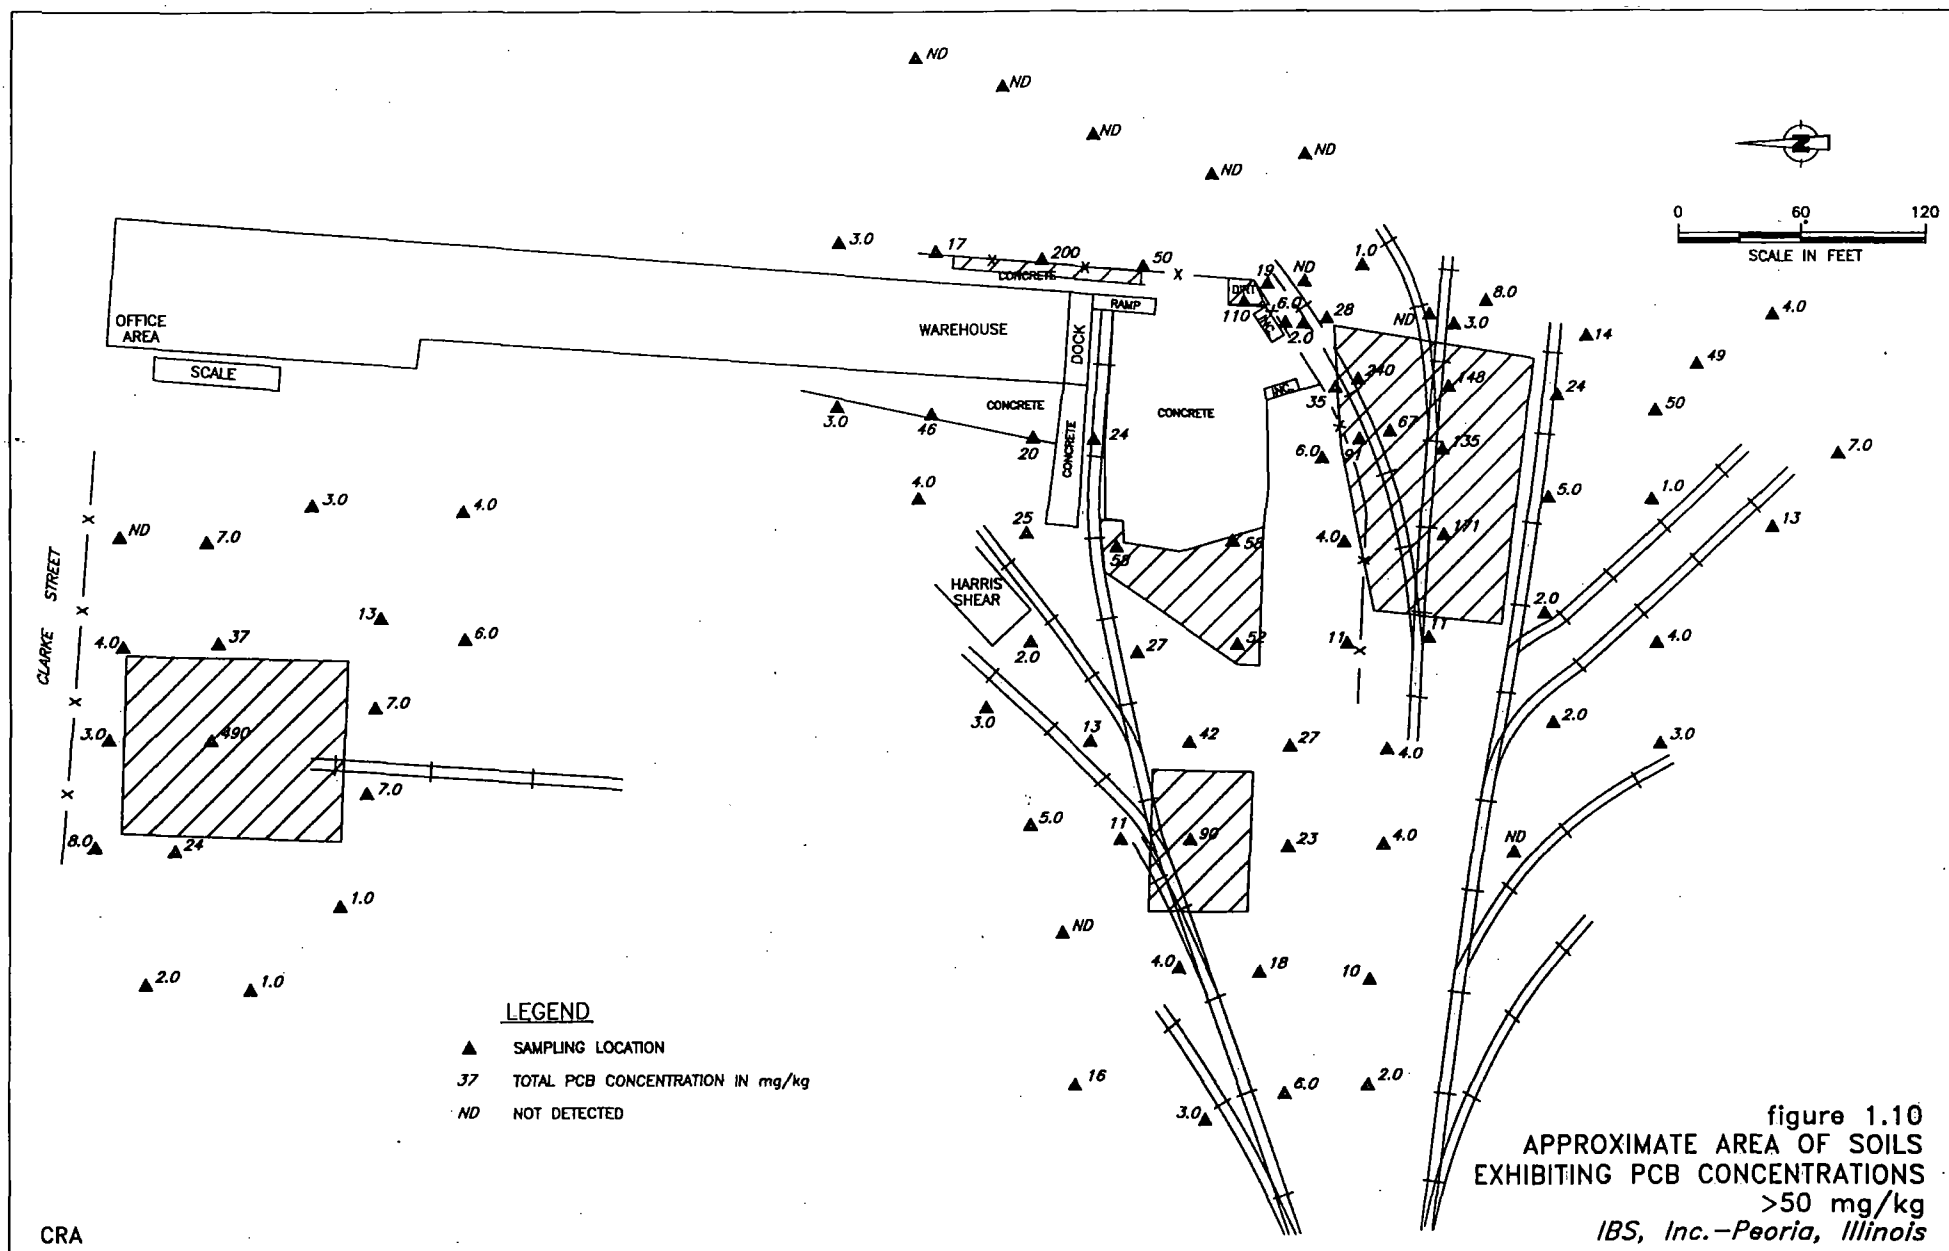 ND
ND
ND
ND
ND
N
0 60 120
SCALE IN FEET
3.0
17
200
50
CONCRETE
19
ND
1.0
DIRT
110
6.0
2.0
INC.
28
ND
3.0
8.0
14
4.0
49
50
7.0
OFFICE
AREA
SCALE
WAREHOUSE
DOCK
RAMP
CONCRETE
CONCRETE
CONCRETE
INC.
35
240
148
24
3.0
46
20
24
6.0
91
67
135
5.0
1.0
13
4.0
25
58
4.0
171
CLARKE STREET
ND
7.0
3.0
4.0
HARRIS
SHEAR
4.0
37
13
6.0
2.0
27
52
11
11
2.0
4.0
3.0
490
7.0
3.0
13
42
27
4.0
2.0
3.0
7.0
5.0
11
90
23
4.0
ND
8.0
24
1.0
ND
4.0
18
10
2.0
1.0
16
3.0
6.0
2.0
LEGEND
SAMPLING LOCATION
37 TOTAL PCB CONCENTRATION IN mg/kg
ND NOT DETECTED
figure 1.10
APPROXIMATE AREA OF SOILS
EXHIBITING PCB CONCENTRATIONS
>50 mg/kg
IBS, Inc.-Peoria, Illinois
CRA